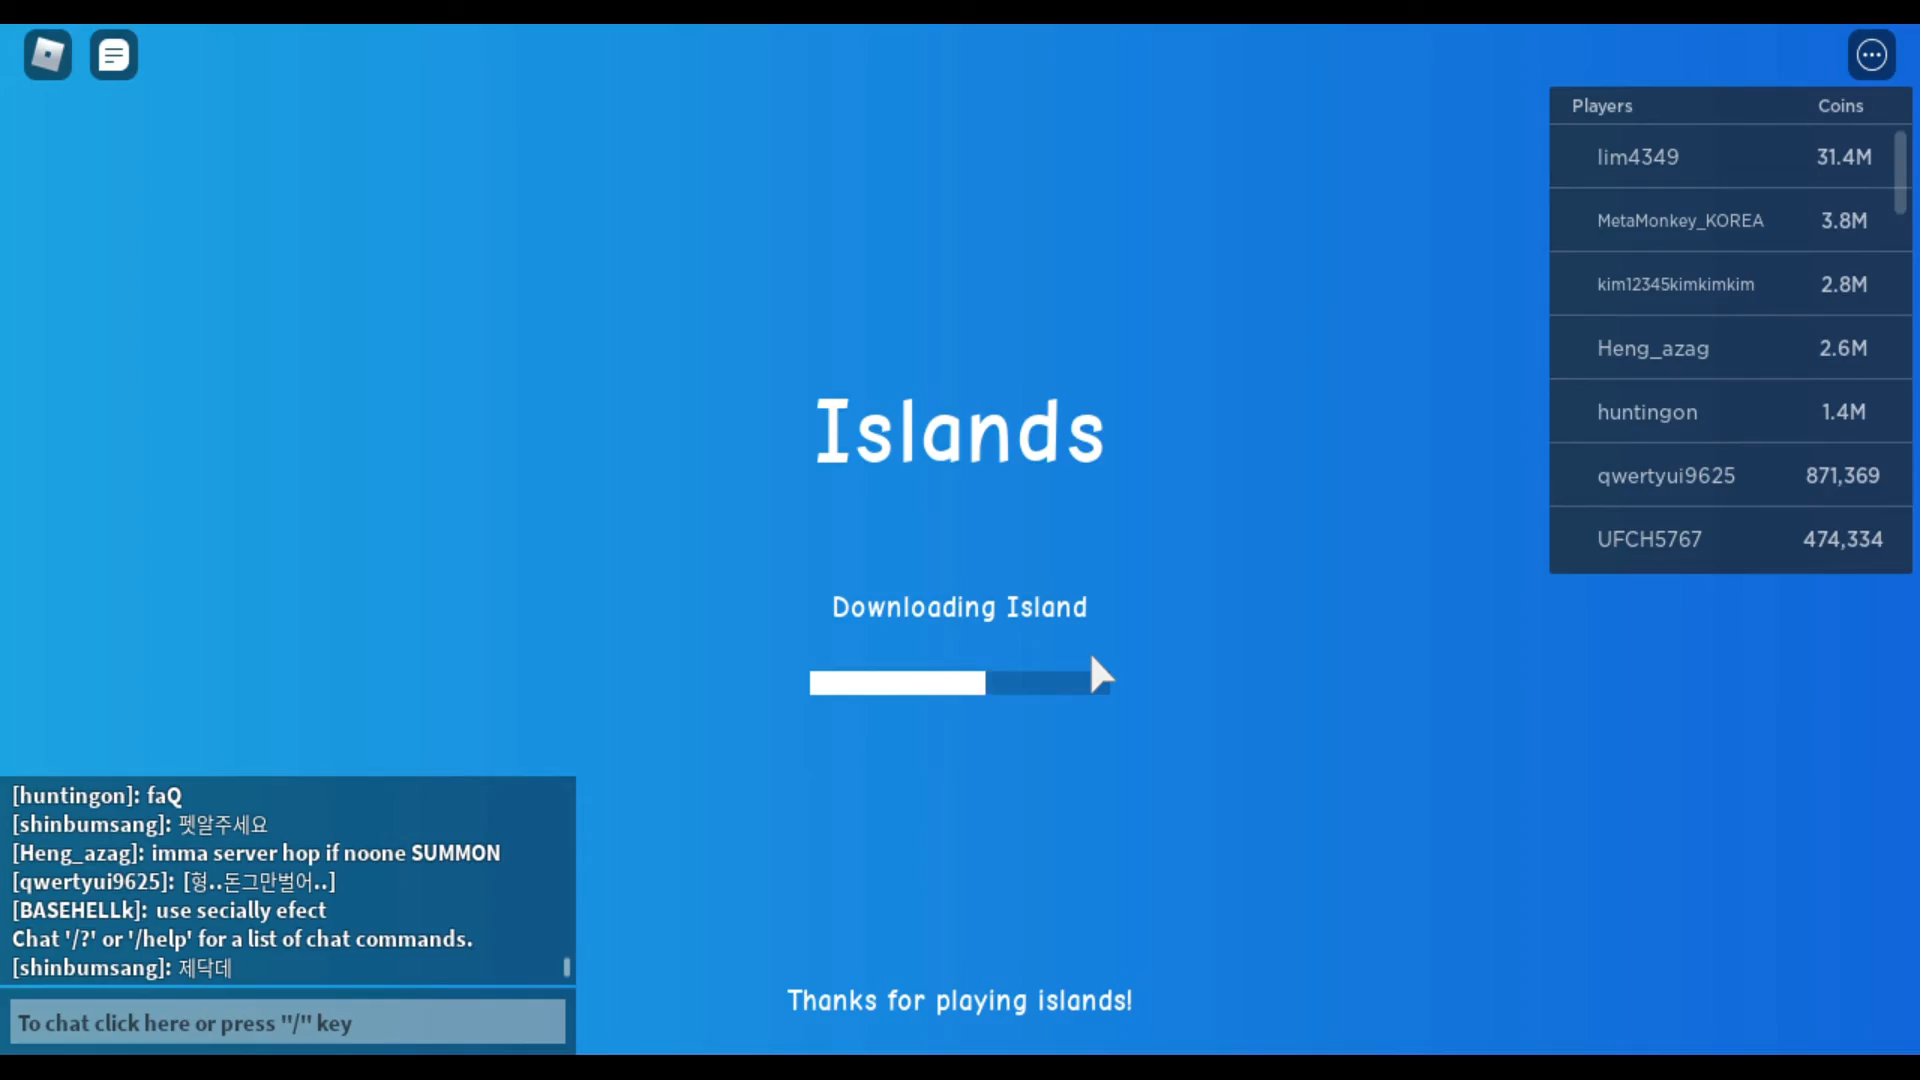 Players Coins
lim4349 31.4M
MetaMonkey_KOREA 3.8M
kim12345kimkimkim 2.8M
Heng_azag 2.6M
huntingon 1.4M
qwertyui9625 871,369
UFCH5767 474,334
Islands
Downloading Island
[huntingon]: faQ
[shinbumsang]: 펫알주세요
[Heng_azag]: imma server hop if noone SUMMON
[qwertyui9625]: [형..돈그만벌어..]
[BASEHELLk]: use secially efect
Chat '/?' or '/help' for a list of chat commands.
[shinbumsang]: 제닥데
To chat click here or press "/" key
Thanks for playing islands!